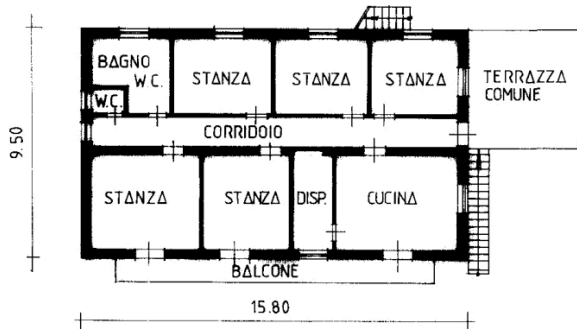 BAGNO
W.C.
STANZA
STANZA
STANZA
TERRAZZA
COMUNE
W.C.
CORRIDOIO
9.50
STANZA
STANZA
DISP.
CUCINA
BALCONE
15.80